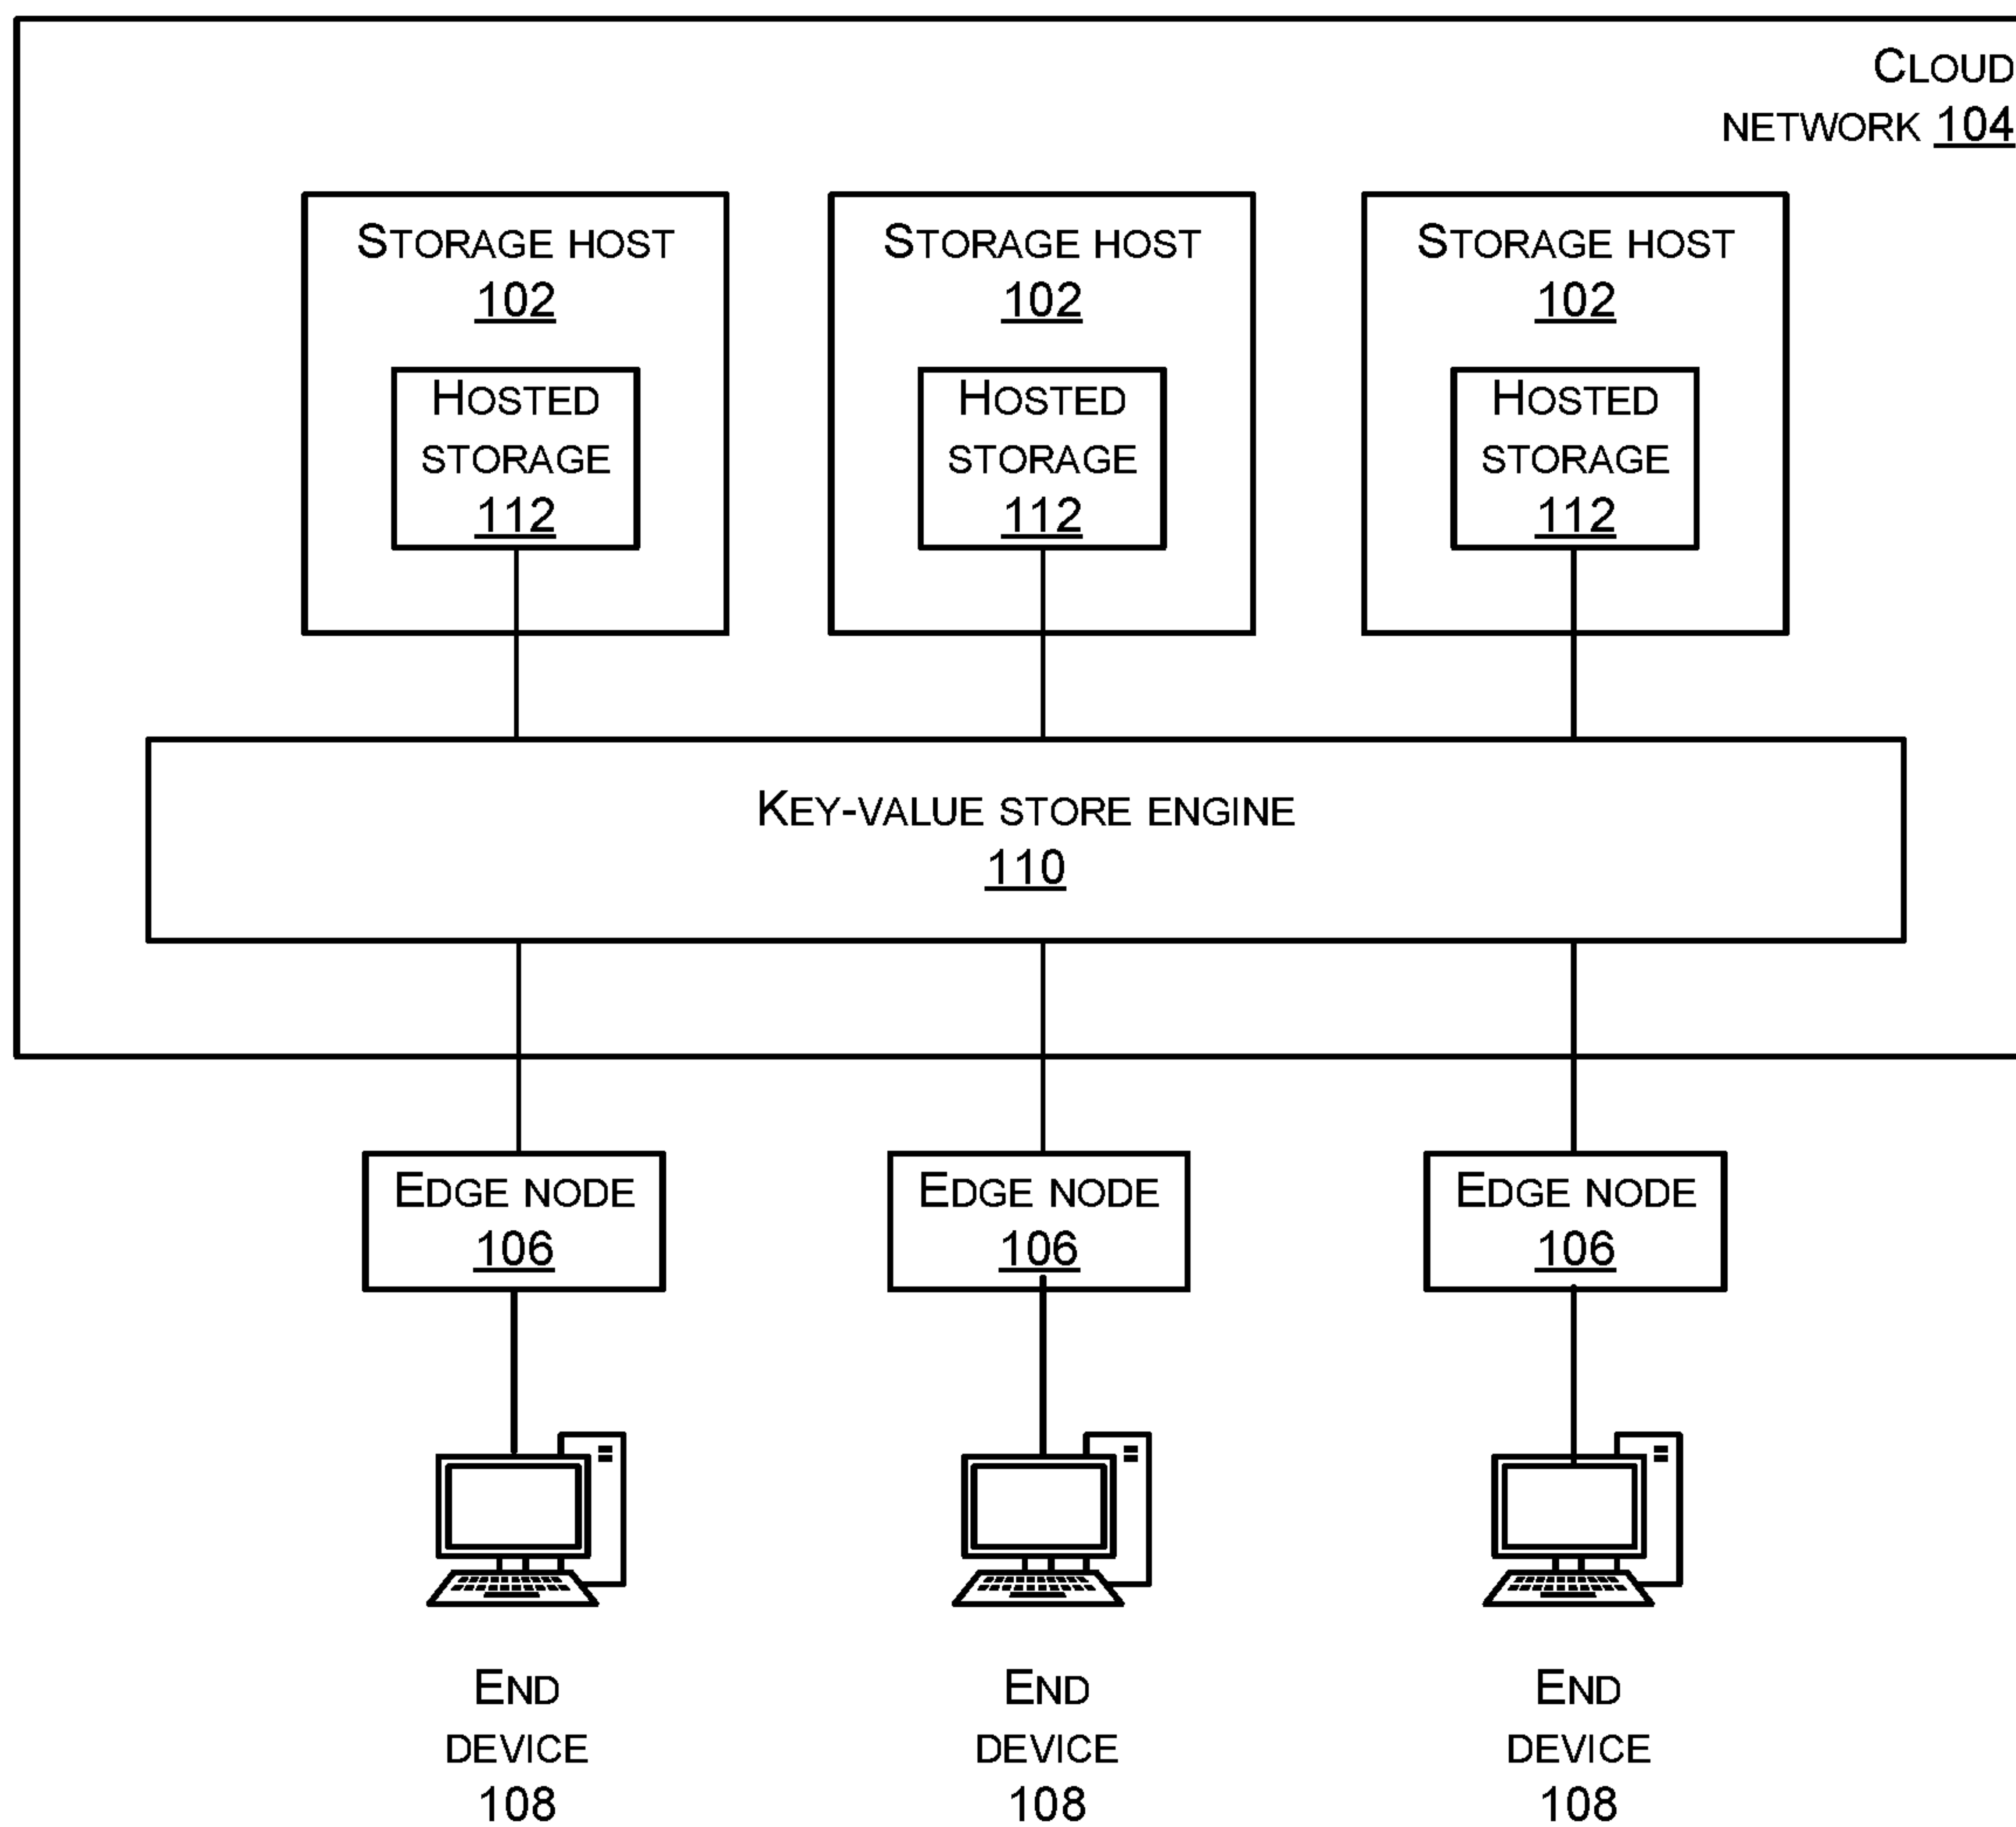 CLOUD
NETWORK 104
STORAGE HOST
102
HOSTED
STORAGE
112
STORAGE HOST
102
HOSTED
STORAGE
112
STORAGE HOST
102
HOSTED
STORAGE
112
KEY-VALUE STORE ENGINE
110
EDGE NODE
106
EDGE NODE
106
EDGE NODE
106
END
DEVICE
108
END
DEVICE
108
END
DEVICE
108